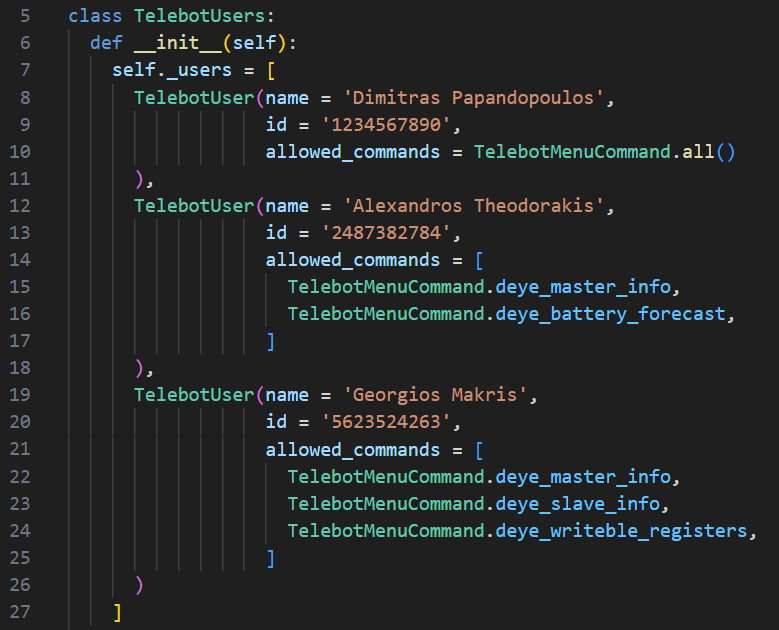 5 class TelebotUsers:
6 def __init__(self):
7 self._users = [
8 TelebotUser(name = 'Dimitras Papandopoulos',
9 id = '1234567890',
10 allowed_commands = TelebotMenuCommand.all()
11 ),
12 TelebotUser(name = 'Alexandros Theodorakis',
13 id = '2487382784',
14 allowed_commands = [
15 TelebotMenuCommand.deye_master_info,
16 TelebotMenuCommand.deye_battery_forecast,
17 ]
18 ),
19 TelebotUser(name = 'Georgios Makris',
20 id = '5623524263',
21 allowed_commands = [
22 TelebotMenuCommand.deye_master_info,
23 TelebotMenuCommand.deye_slave_info,
24 TelebotMenuCommand.deye_writeble_registers,
25 ]
26 )
27 ]